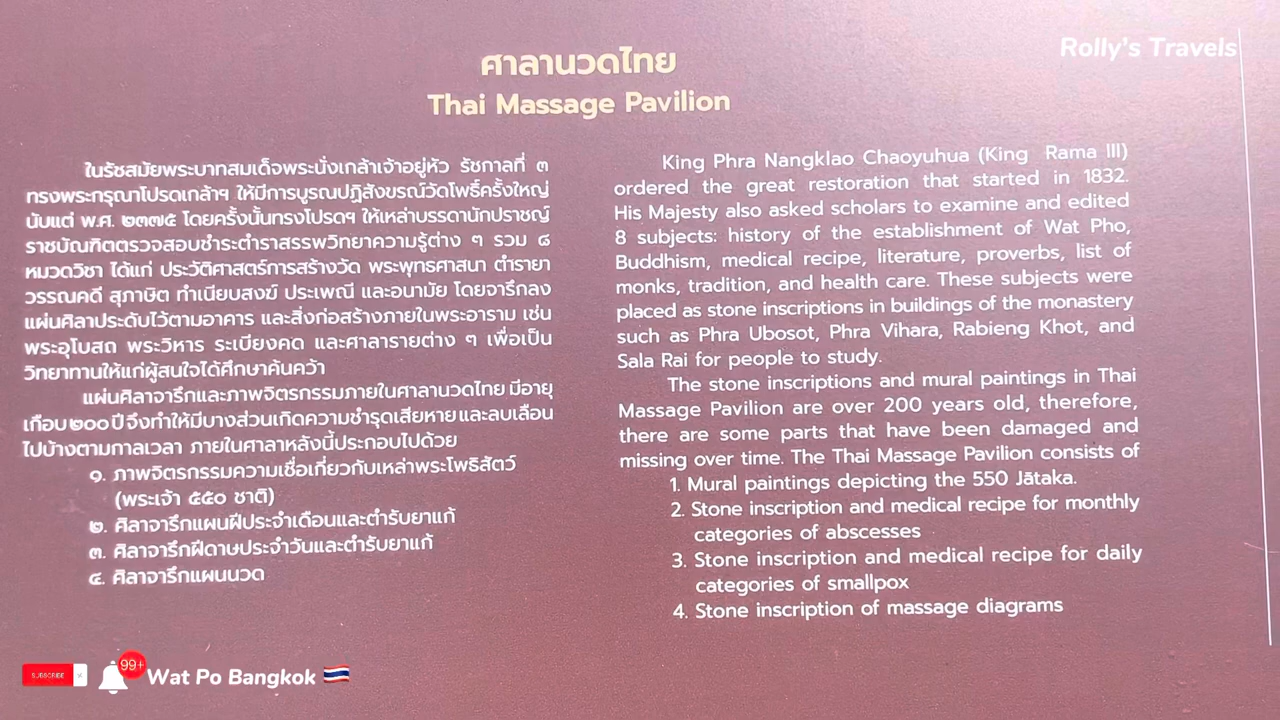 Rolly's Travels
ศาลานวดไทย
Thai Massage Pavilion
ในรัชสมัยพระบาทสมเด็จพระนั่งเกล้าเจ้าอยู่หัว รัชกาลที่ ๓
ทรงพระกรุณาโปรดเกล้าฯ ให้มีการบูรณปฏิสังขรณ์วัดโพธิ์ครั้งใหญ่
นับแต่ พ.ศ. ๒๓๗๕ โดยครั้งนั้นทรงโปรดฯ ให้เหล่าบรรดานักปราชญ์
ราชบัณฑิตตรวจสอบชำระตำราสรรพวิทยาความรู้ต่าง ๆ รวม ๘
หมวดวิชา ได้แก่ ประวัติศาสตร์การสร้างวัด พระพุทธศาสนา ตำรายา
วรรณคดี สุภาษิต ทำเนียบสงฆ์ ประเพณี และอนามัย โดยจารึกลง
แผ่นศิลาประดับไว้ตามอาคาร และสิ่งก่อสร้างภายในพระอาราม เช่น
พระอุโบสถ พระวิหาร ระเบียงคด และศาลารายต่าง ๆ เพื่อเป็น
วิทยาทานให้แก่ผู้สนใจได้ศึกษาค้นคว้า
แผ่นศิลาจารึกและภาพจิตรกรรมภายในศาลานวดไทย มีอายุ
เกือบ ๒๐๐ ปี จึงทำให้มีบางส่วนเกิดความชำรุดเสียหาย และลบเลือน
ไปบ้างตามกาลเวลา ภายในศาลาหลังนี้ประกอบไปด้วย
๑. ภาพจิตรกรรมความเชื่อเกี่ยวกับเหล่าพระโพธิสัตว์
(พระเจ้า ๕๕๐ ชาติ)
๒. ศิลาจารึกแผนฝีประจำเดือนและตำรับยาแก้
๓. ศิลาจารึกฝีดาษประจำวันและตำรับยาแก้
๔. ศิลาจารึกแผนนวด
King Phra Nangklao Chaoyuhua (King Rama III)
ordered the great restoration that started in 1832.
His Majesty also asked scholars to examine and edited
8 subjects: history of the establishment of Wat Pho,
Buddhism, medical recipe, literature, proverbs, list of
monks, tradition, and health care. These subjects were
placed as stone inscriptions in buildings of the monastery
such as Phra Ubosot, Phra Vihara, Rabieng Khot, and
Sala Rai for people to study.
The stone inscriptions and mural paintings in Thai
Massage Pavilion are over 200 years old, therefore,
there are some parts that have been damaged and
missing over time. The Thai Massage Pavilion consists of
1. Mural paintings depicting the 550 Jātaka.
2. Stone inscription and medical recipe for monthly
categories of abscesses
3. Stone inscription and medical recipe for daily
categories of smallpox
4. Stone inscription of massage diagrams
SUBSCRIBE
99+
Wat Po Bangkok 🇹🇭